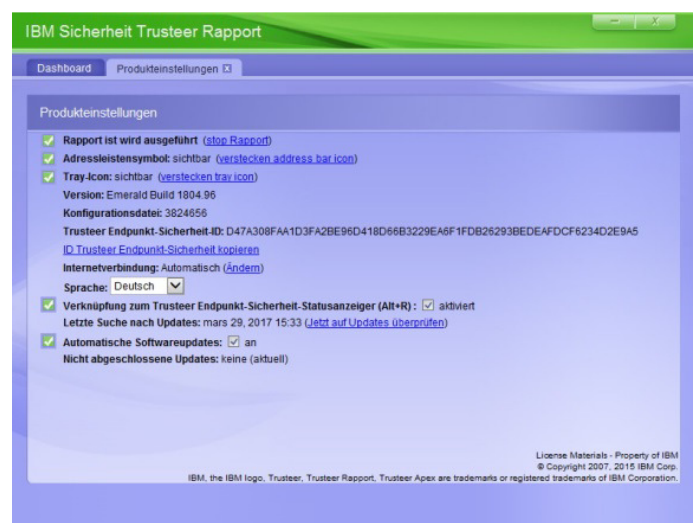 IBM Sicherheit Trusteer Rapport
Dashboard Produkteinstellungen
Produkteinstellungen
Rapport ist wird ausgeführt (stop Rapport)
Adressleistensymbol: sichtbar (verstecken address bar icon)
Tray-Icon: sichtbar (verstecken tray icon)
Version: Emerald Build 1804.96
Konfigurationsdatei: 3824656
Trusteer Endpunkt-Sicherheit-ID: D47A308FAA1D3FA2BE96D418D66B3229EA6F1FDB26293BEDEAFDCF6234D2E9A5
ID Trusteer Endpunkt-Sicherheit kopieren
Internetverbindung: Automatisch (Ändern)
Sprache: Deutsch
Verknüpfung zum Trusteer Endpunkt-Sicherheit-Statusanzeiger (Alt+R) : aktiviert
Letzte Suche nach Updates: mars 29, 2017 15:33 (Jetzt auf Updates überprüfen)
Automatische Softwareupdates: an
Nicht abgeschlossene Updates: keine (aktuell)
License Materials - Property of IBM
© Copyright 2007, 2015 IBM Corp.
IBM, the IBM logo, Trusteer, Trusteer Rapport, Trusteer Apex are trademarks or registered trademarks of IBM Corporation.